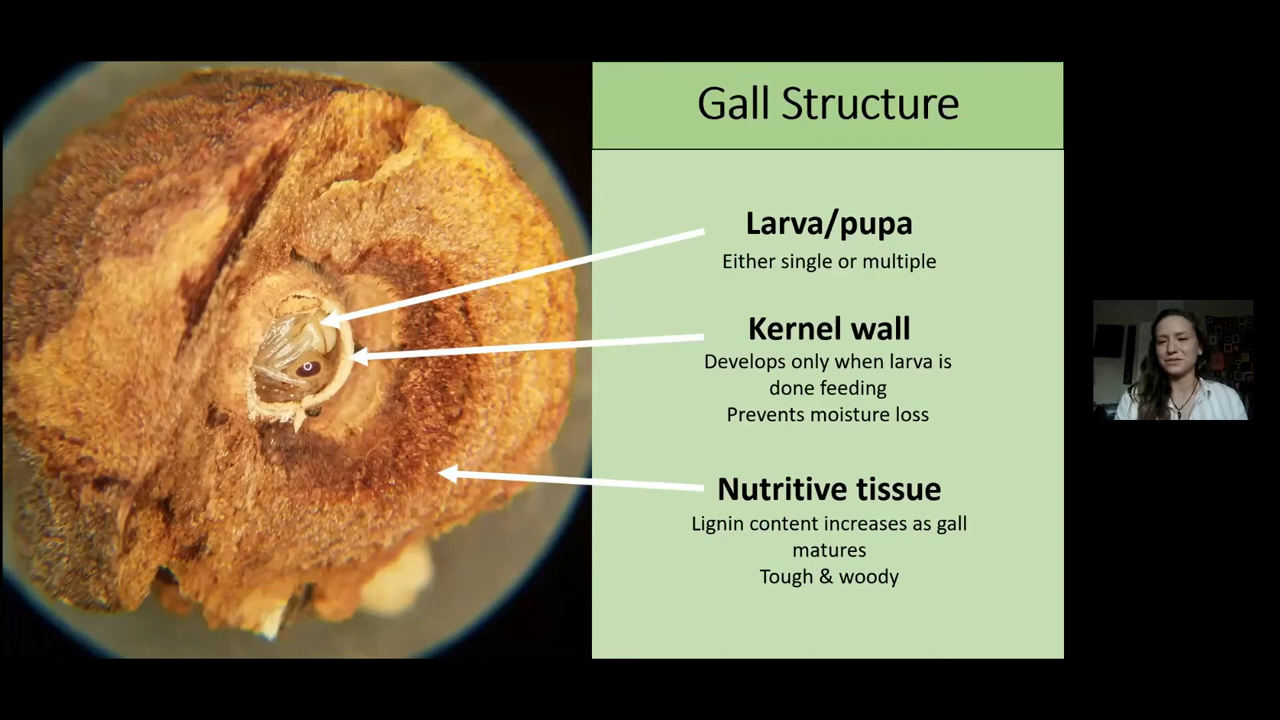 Gall Structure
Larva/pupa
Either single or multiple
Kernel wall
Develops only when larva is
done feeding
Prevents moisture loss
Nutritive tissue
Lignin content increases as gall
matures
Tough & woody